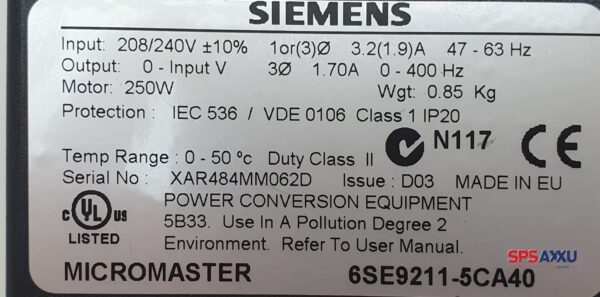 SIEMENS
Input: 208/240V ±10% 1or(3)Ø 3.2(1.9)A 47 - 63 Hz
Output: 0 - Input V 3Ø 1.70A 0 - 400 Hz
Motor: 250W Wgt: 0.85 Kg
Protection : IEC 536 / VDE 0106 Class 1 IP20
N117 CE
Temp Range : 0 - 50 °c Duty Class II
Serial No : XAR484MM062D Issue : D03 MADE IN EU
c UL US
LISTED
POWER CONVERSION EQUIPMENT
5B33. Use In A Pollution Degree 2
Environment. Refer To User Manual.
SPS AXXU
MICROMASTER 6SE9211-5CA40